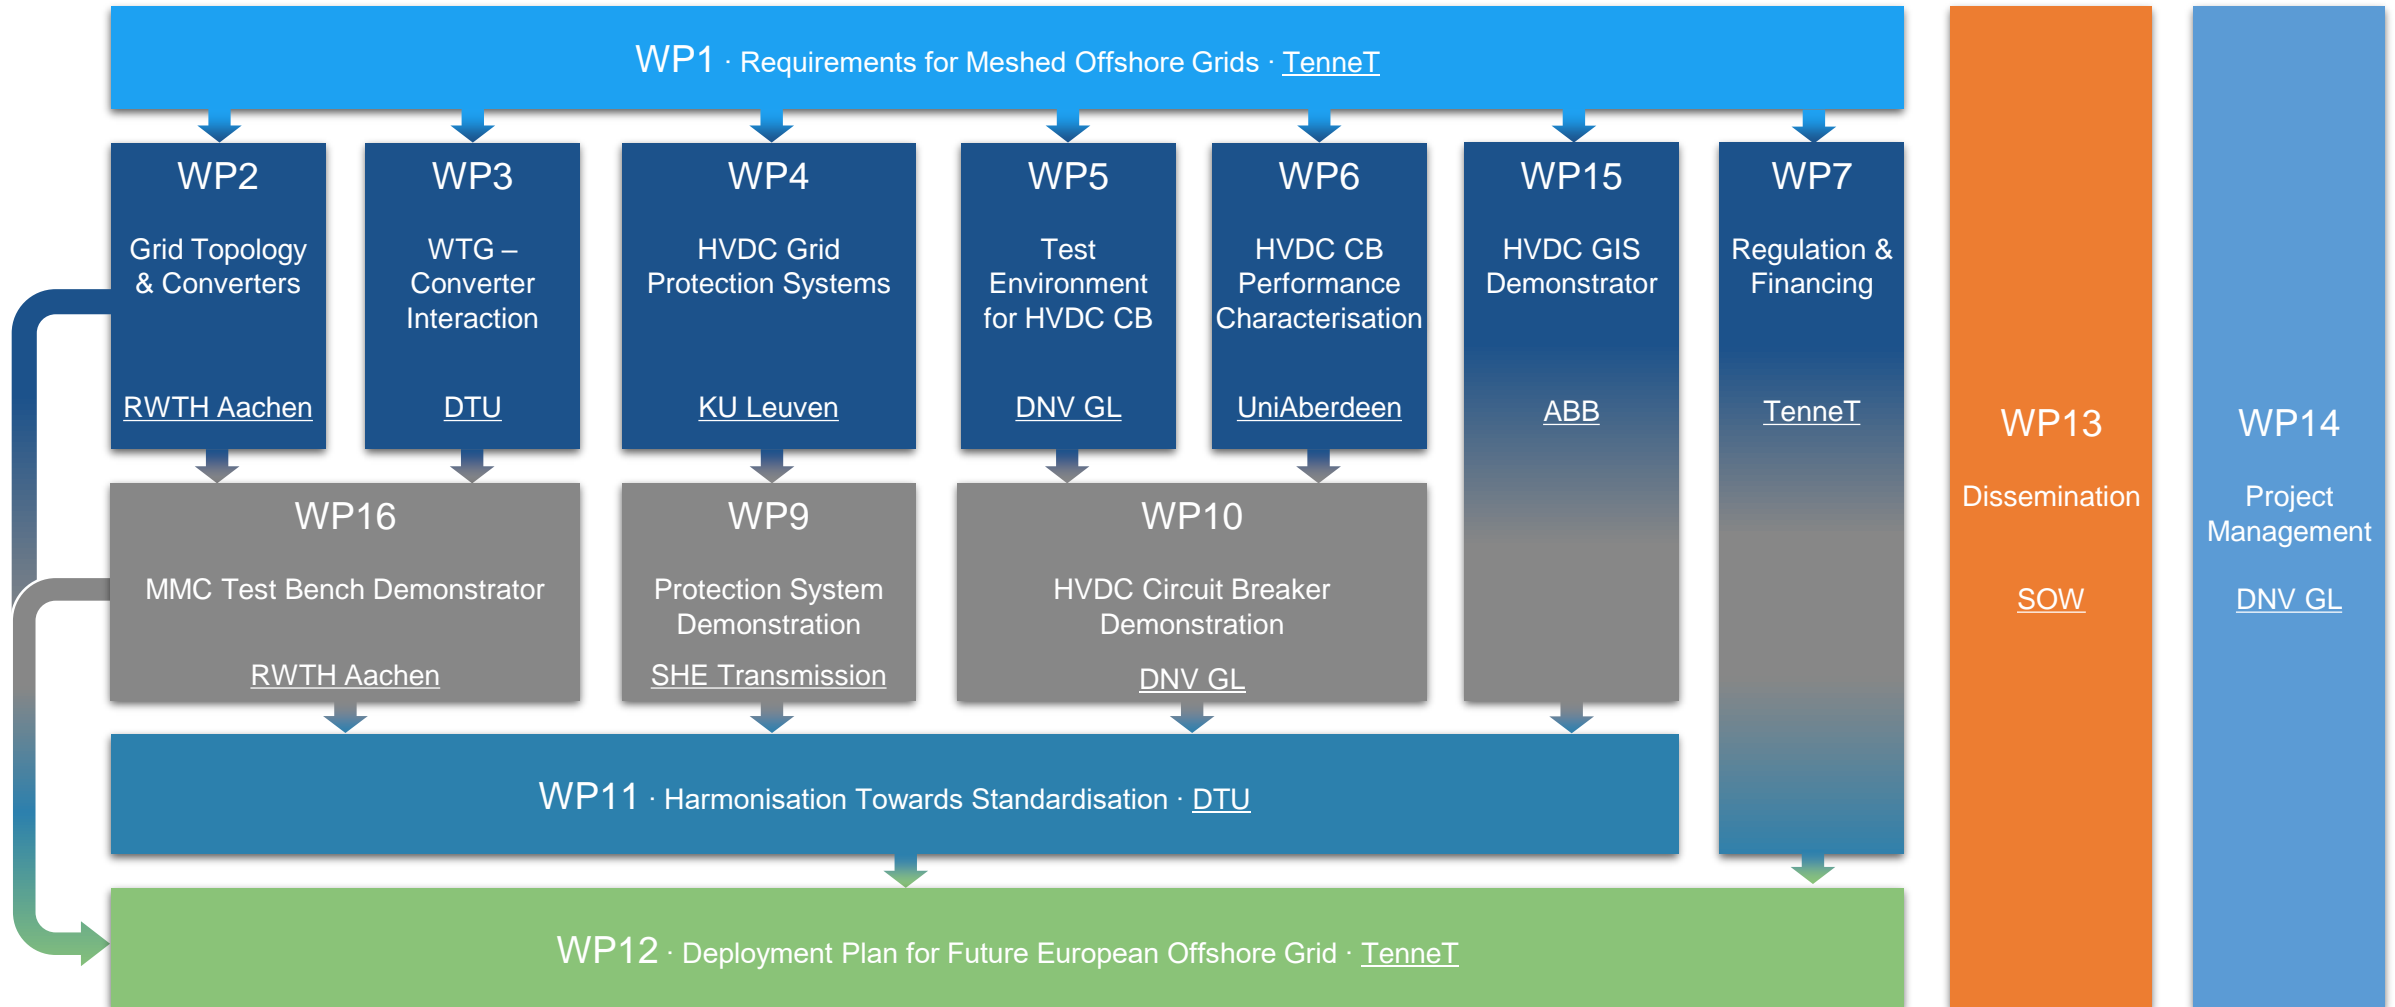 WP1 · Requirements for Meshed Offshore Grids · TenneT
WP2
Grid Topology
& Converters
RWTH Aachen
WP3
WTG –
Converter
Interaction
DTU
WP4
HVDC Grid
Protection Systems
KU Leuven
WP5
Test
Environment
for HVDC CB
DNV GL
WP6
HVDC CB
Performance
Characterisation
UniAberdeen
WP15
HVDC GIS
Demonstrator
ABB
WP7
Regulation &
Financing
TenneT
WP16
MMC Test Bench Demonstrator
RWTH Aachen
WP9
Protection System
Demonstration
SHE Transmission
WP10
HVDC Circuit Breaker
Demonstration
DNV GL
WP11 · Harmonisation Towards Standardisation · DTU
WP12 · Deployment Plan for Future European Offshore Grid · TenneT
WP13
Dissemination
SOW
WP14
Project
Management
DNV GL